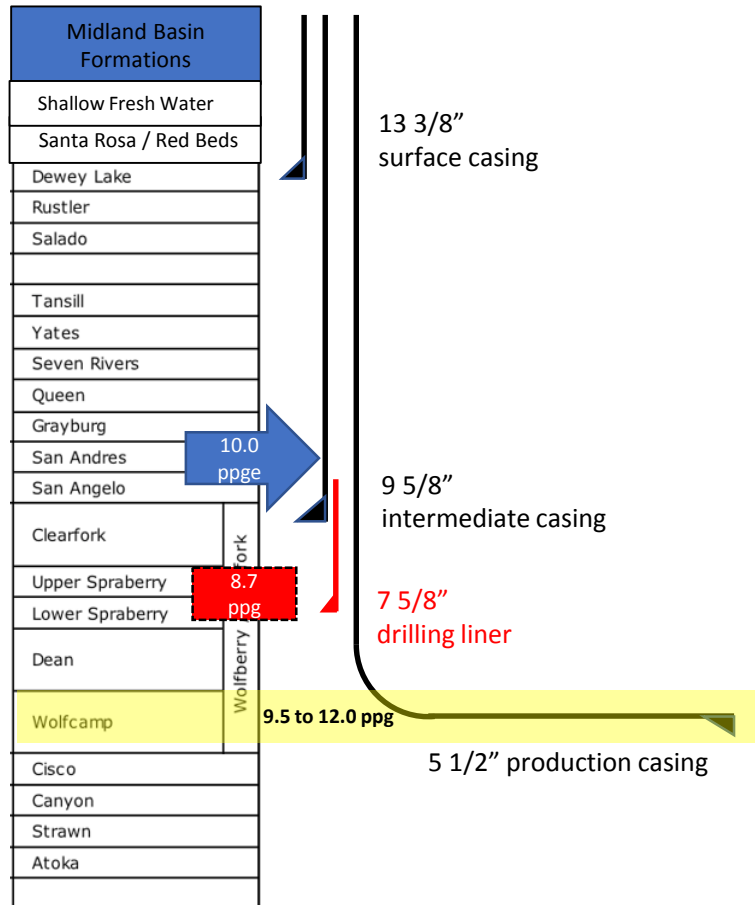 Midland Basin
Formations
Shallow Fresh Water
Santa Rosa / Red Beds
Dewey Lake
Rustler
Salado
Tansill
Yates
Seven Rivers
Queen
Grayburg
San Andres
San Angelo
Clearfork
Upper Spraberry
Lower Spraberry
Dean
Wolfcamp
Cisco
Canyon
Strawn
Atoka
Wolfberry
fork
10.0
ppge
8.7
ppg
9.5 to 12.0 ppg
13 3/8”
surface casing
9 5/8”
intermediate casing
7 5/8”
drilling liner
5 1/2” production casing